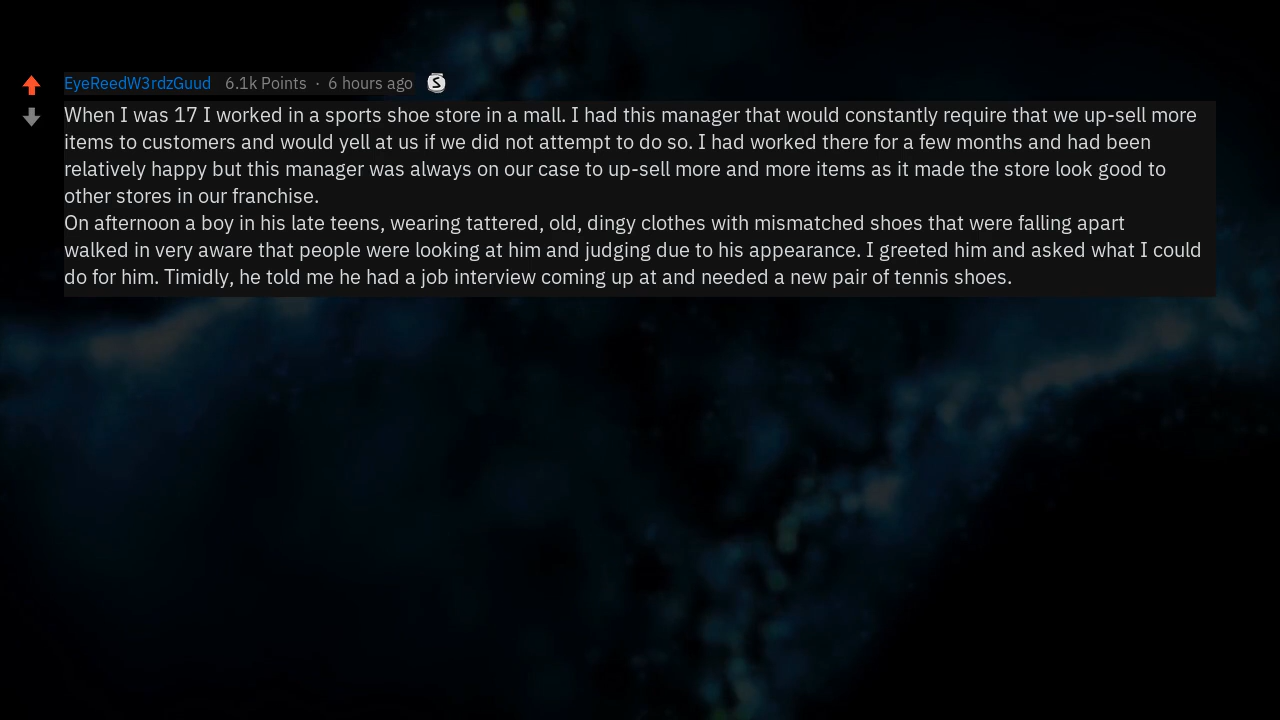 EyeReedW3rdzGuud 6.1k Points · 6 hours ago S
When I was 17 I worked in a sports shoe store in a mall. I had this manager that would constantly require that we up-sell more
items to customers and would yell at us if we did not attempt to do so. I had worked there for a few months and had been
relatively happy but this manager was always on our case to up-sell more and more items as it made the store look good to
other stores in our franchise.
On afternoon a boy in his late teens, wearing tattered, old, dingy clothes with mismatched shoes that were falling apart
walked in very aware that people were looking at him and judging due to his appearance. I greeted him and asked what I could
do for him. Timidly, he told me he had a job interview coming up at and needed a new pair of tennis shoes.